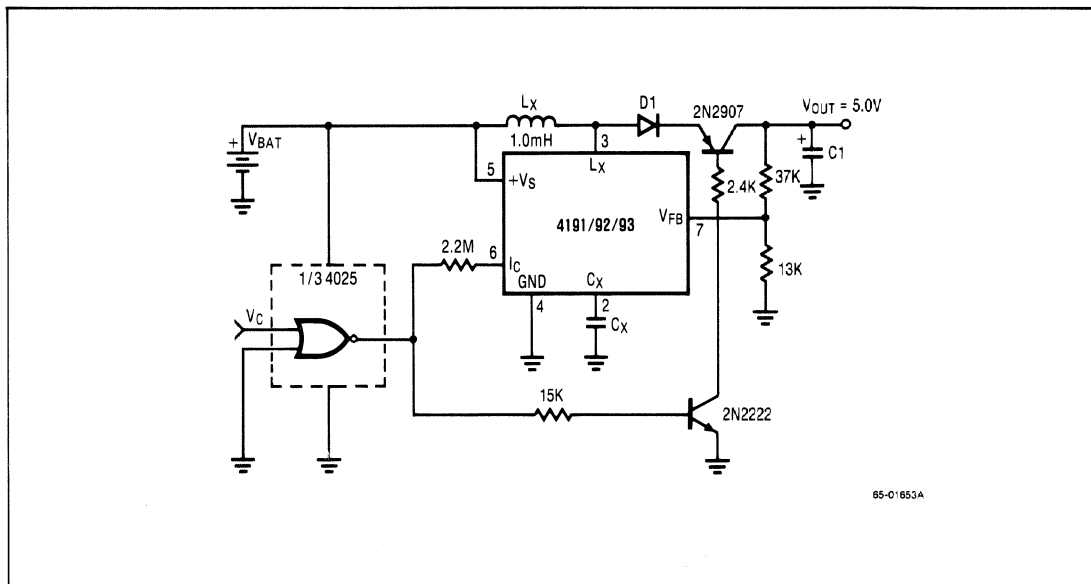 LX
1.0mH
D1
2N2907
VOUT = 5.0V
+
VBAT
3
LX
+
C1
5
+VS
2.4K
37K
4191/92/93
VFB
7
2.2M
6
IC
13K
1/3 4025
GND
CX
4
2
CX
VC
15K
2N2222
65-01653A